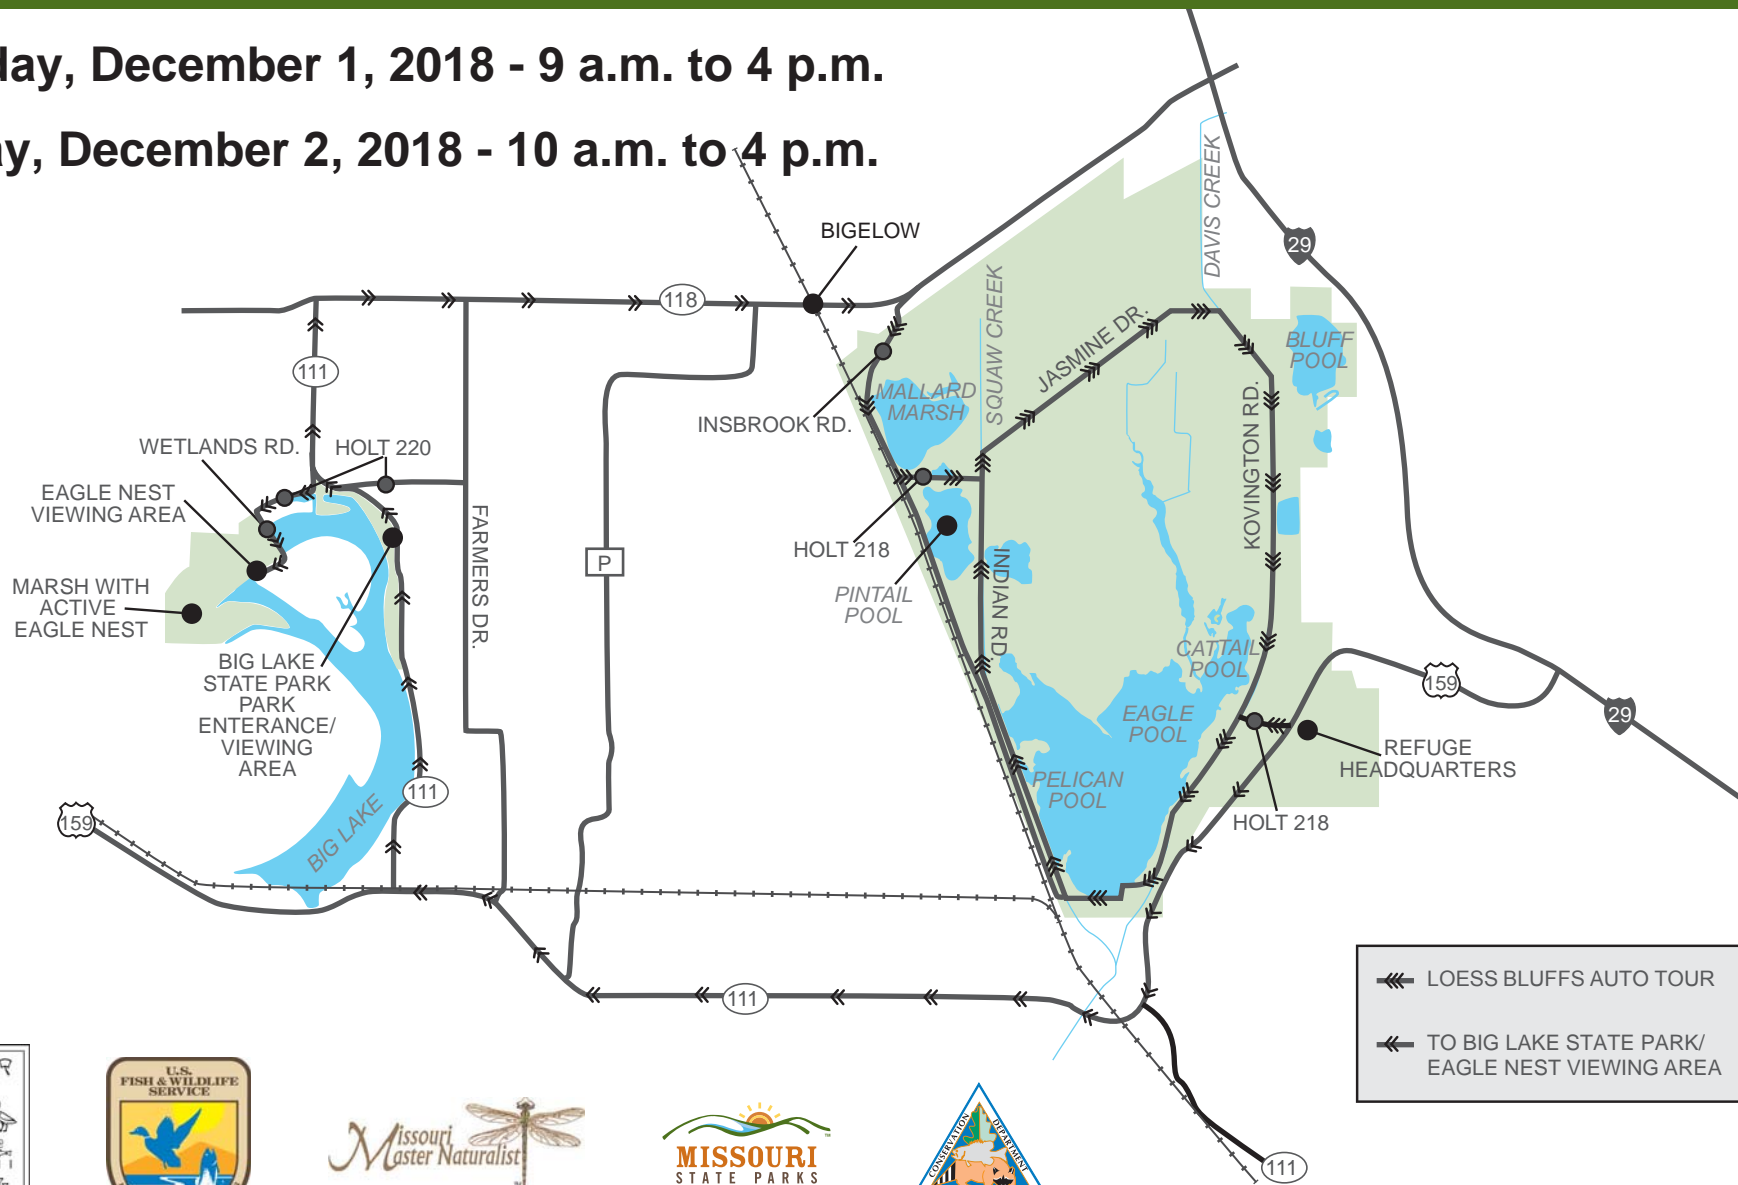 day, December 1, 2018 - 9 a.m. to 4 p.m.
ay, December 2, 2018 - 10 a.m. to 4 p.m.
BIGELOW
DAVIS CREEK
29
118
SQUAW CREEK
JASMINE DR.
BLUFF
POOL
111
MALLARD
MARSH
INSBROOK RD.
KOVINGTON RD.
WETLANDS RD.
HOLT 220
EAGLE NEST
VIEWING AREA
FARMERS DR.
P
HOLT 218
INDIAN RD.
PINTAIL
POOL
MARSH WITH
ACTIVE
EAGLE NEST
BIG LAKE
STATE PARK
PARK
ENTERANCE/
VIEWING
AREA
CATTAIL
POOL
159
29
EAGLE
POOL
REFUGE
HEADQUARTERS
PELICAN
POOL
111
159
BIG LAKE
HOLT 218
111
LOESS BLUFFS AUTO TOUR
TO BIG LAKE STATE PARK/
EAGLE NEST VIEWING AREA
U.S.
FISH & WILDLIFE
SERVICE
Missouri
Master Naturalist
MISSOURI
STATE PARKS
CONSERVATION
DEPARTMENT
111